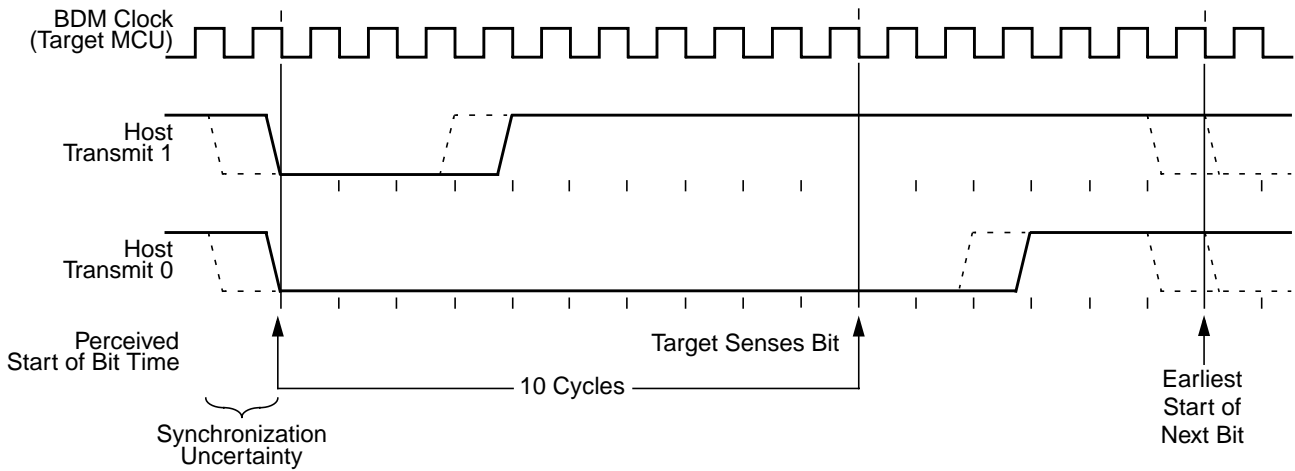 BDM Clock
(Target MCU)
Host
Transmit 1
Host
Transmit 0
Perceived
Start of Bit Time
Target Senses Bit
10 Cycles
Earliest
Start of
Next Bit
Synchronization
Uncertainty